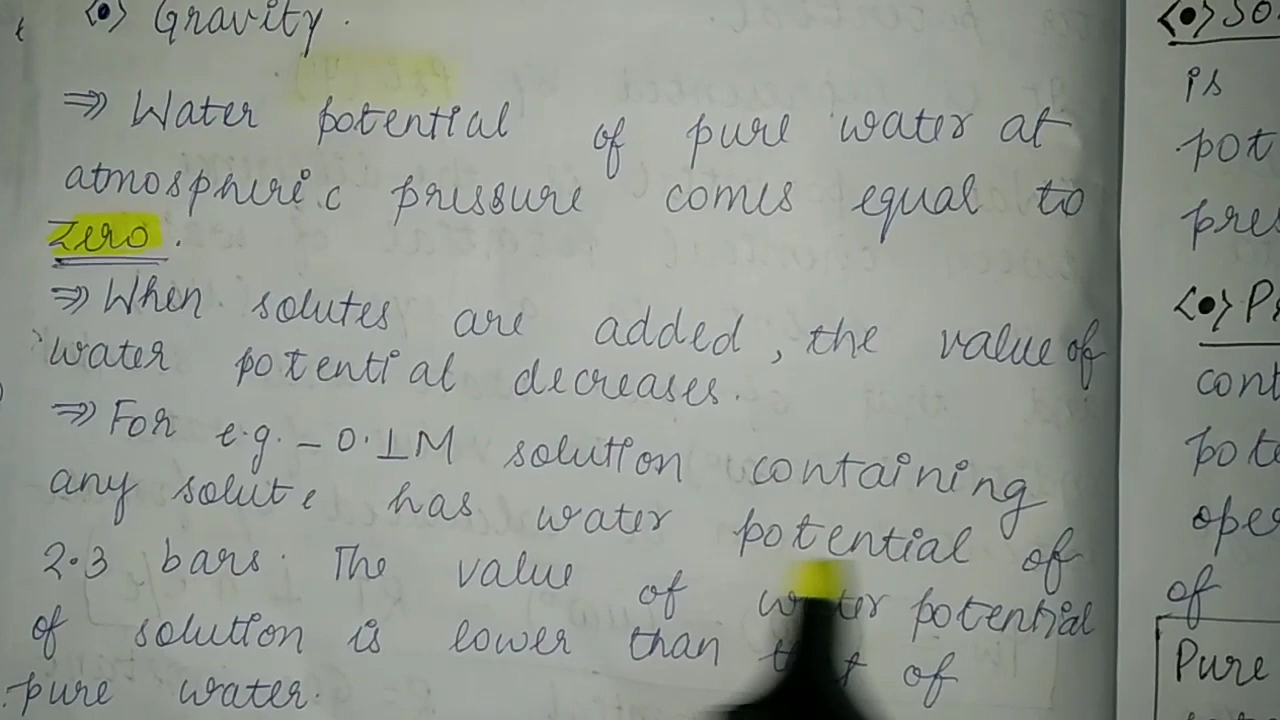 <•> Gravity.
⇒ Water potential of pure water at
atmospheric pressure comes equal to
Zero.
⇒ When solutes are added, the value of
water potential decreases.
⇒ For e.g. - 0.1M solution containing
any solute has water potential of
2.3 bars. The value of water potential
of solution is lower than that of
pure water.
<•> So
is
pot
pres
<•> P
cont
pote
oper
of
Pure